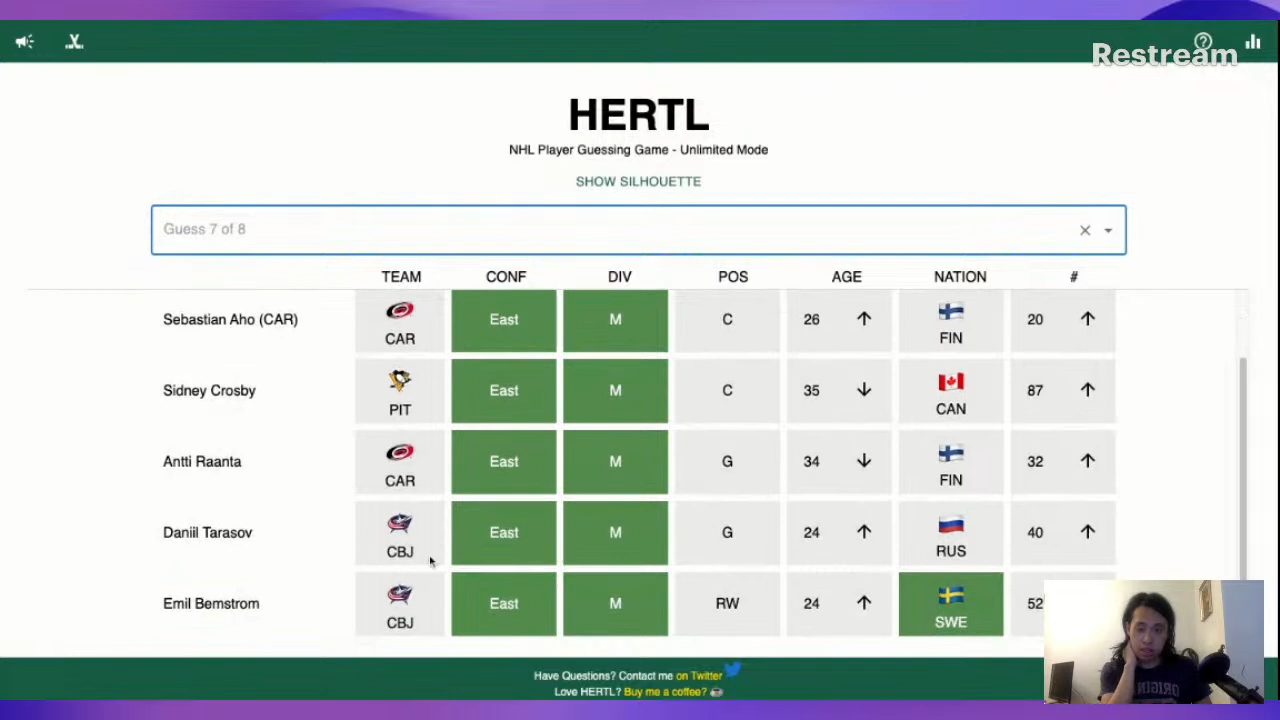 Restream
HERTL
NHL Player Guessing Game - Unlimited Mode
SHOW SILHOUETTE
Guess 7 of 8
TEAM CONF DIV POS AGE NATION #
Sebastian Aho (CAR) CAR East M C 26 ↑ FIN 20 ↑
Sidney Crosby PIT East M C 35 ↓ CAN 87 ↑
Antti Raanta CAR East M G 34 ↓ FIN 32 ↑
Daniil Tarasov CBJ East M G 24 ↑ RUS 40 ↑
Emil Bemstrom CBJ East M RW 24 ↑ SWE 52
ORIGIN
Have Questions? Contact me on Twitter
Love HERTL? Buy me a coffee?